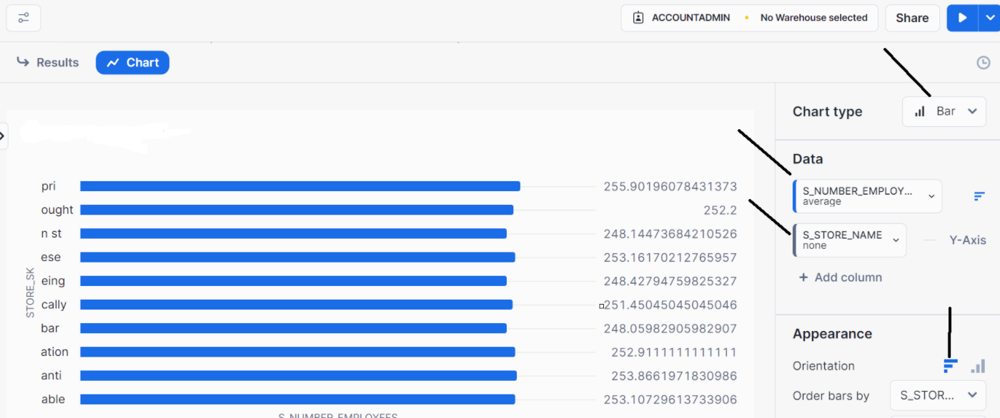 ACCOUNTADMIN No Warehouse selected Share
Results Chart
Chart type Bar
Data
S_NUMBER_EMPLOY...
average
S_STORE_NAME
none
Y-Axis
+ Add column
Appearance
Orientation
Order bars by S_STOR...
STORE_SK
pri 255.90196078431373
ought 252.2
n st 248.14473684210526
ese 253.16170212765957
eing 248.42794759825327
cally 251.45045045045046
bar 248.05982905982907
ation 252.9111111111111
anti 253.8661971830986
able 253.10729613733906
S_NUMBER_EMPLOYEES